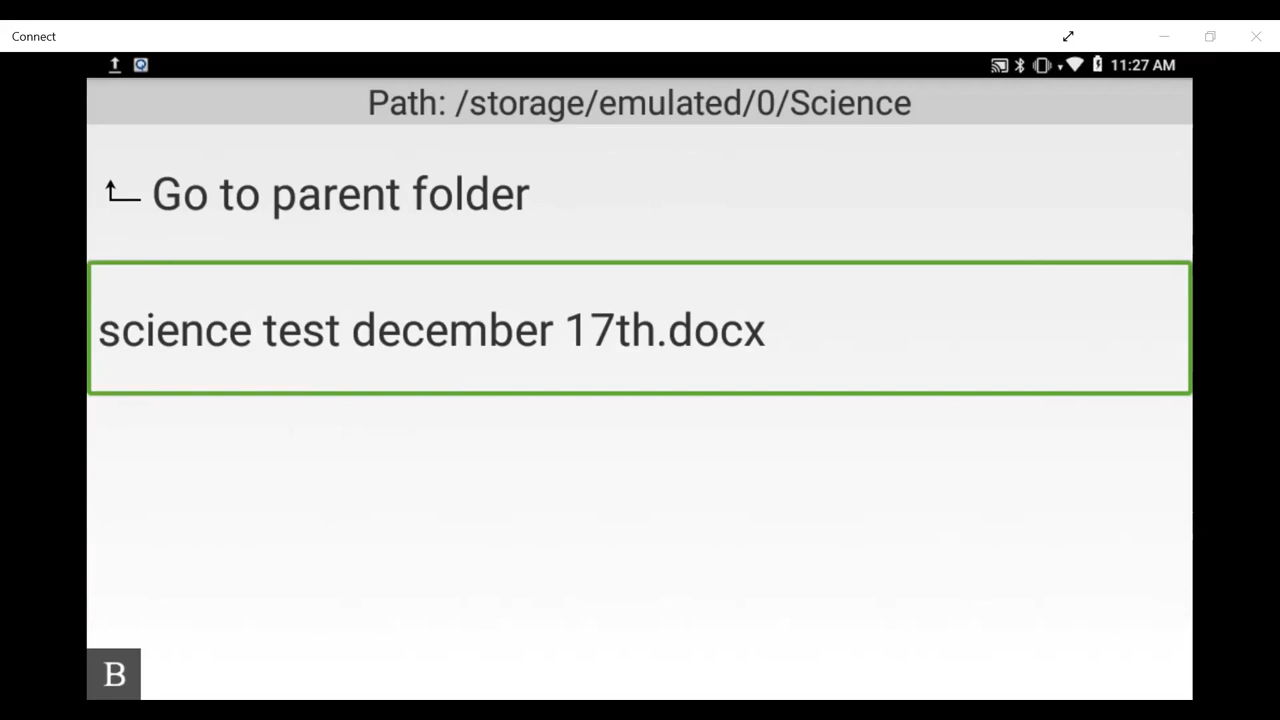 Connect
11:27 AM
Path: /storage/emulated/0/Science
Go to parent folder
science test december 17th.docx
B